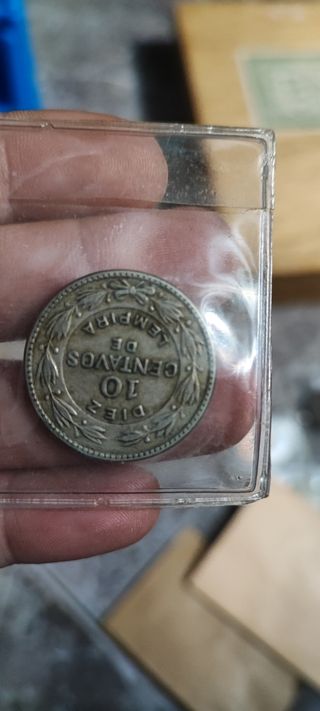 DIEZ
10
CENTAVOS
DE
LEMPIRA